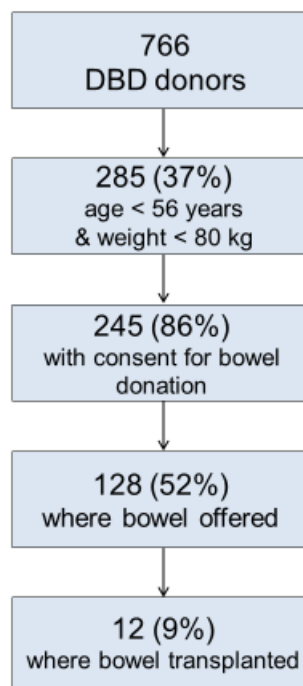 766
DBD donors
285 (37%)
age < 56 years
& weight < 80 kg
245 (86%)
with consent for bowel
donation
128 (52%)
where bowel offered
12 (9%)
where bowel transplanted